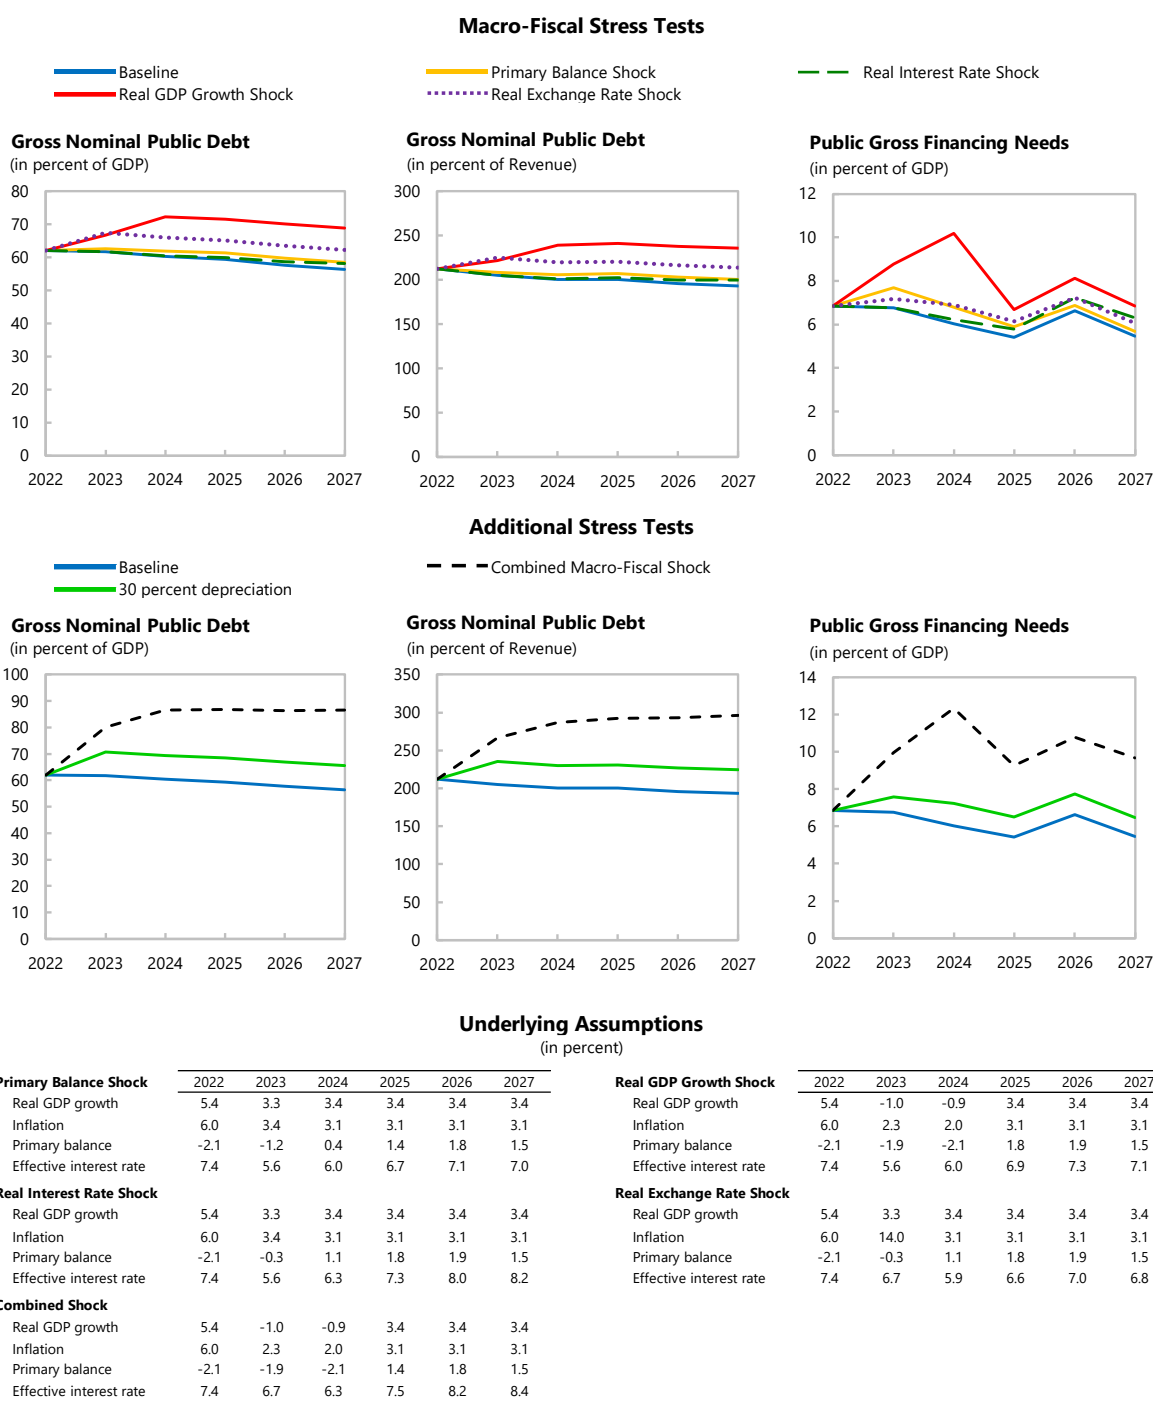 Macro-Fiscal Stress Tests
Baseline
Primary Balance Shock
Real Interest Rate Shock
Real GDP Growth Shock
Real Exchange Rate Shock
Gross Nominal Public Debt
(in percent of GDP)
80
70
60
50
40
30
20
10
0
2022 2023 2024 2025 2026 2027
Gross Nominal Public Debt
(in percent of Revenue)
300
250
200
150
100
50
0
2022 2023 2024 2025 2026 2027
Public Gross Financing Needs
(in percent of GDP)
12
10
8
6
4
2
0
2022 2023 2024 2025 2026 2027
Additional Stress Tests
Baseline
Combined Macro-Fiscal Shock
30 percent depreciation
Gross Nominal Public Debt
(in percent of GDP)
100
90
80
70
60
50
40
30
20
10
0
2022 2023 2024 2025 2026 2027
Gross Nominal Public Debt
(in percent of Revenue)
350
300
250
200
150
100
50
0
2022 2023 2024 2025 2026 2027
Public Gross Financing Needs
(in percent of GDP)
14
12
10
8
6
4
2
0
2022 2023 2024 2025 2026 2027
Underlying Assumptions
(in percent)
Primary Balance Shock 2022 2023 2024 2025 2026 2027
Real GDP growth 5.4 3.3 3.4 3.4 3.4 3.4
Inflation 6.0 3.4 3.1 3.1 3.1 3.1
Primary balance -2.1 -1.2 0.4 1.4 1.8 1.5
Effective interest rate 7.4 5.6 6.0 6.7 7.1 7.0
Real Interest Rate Shock
Real GDP growth 5.4 3.3 3.4 3.4 3.4 3.4
Inflation 6.0 3.4 3.1 3.1 3.1 3.1
Primary balance -2.1 -0.3 1.1 1.8 1.9 1.5
Effective interest rate 7.4 5.6 6.3 7.3 8.0 8.2
Combined Shock
Real GDP growth 5.4 -1.0 -0.9 3.4 3.4 3.4
Inflation 6.0 2.3 2.0 3.1 3.1 3.1
Primary balance -2.1 -1.9 -2.1 1.4 1.8 1.5
Effective interest rate 7.4 6.7 6.3 7.5 8.2 8.4
Real GDP Growth Shock 2022 2023 2024 2025 2026 2027
Real GDP growth 5.4 -1.0 -0.9 3.4 3.4 3.4
Inflation 6.0 2.3 2.0 3.1 3.1 3.1
Primary balance -2.1 -1.9 -2.1 1.8 1.9 1.5
Effective interest rate 7.4 5.6 6.0 6.9 7.3 7.1
Real Exchange Rate Shock
Real GDP growth 5.4 3.3 3.4 3.4 3.4 3.4
Inflation 6.0 14.0 3.1 3.1 3.1 3.1
Primary balance -2.1 -0.3 1.1 1.8 1.9 1.5
Effective interest rate 7.4 6.7 5.9 6.6 7.0 6.8